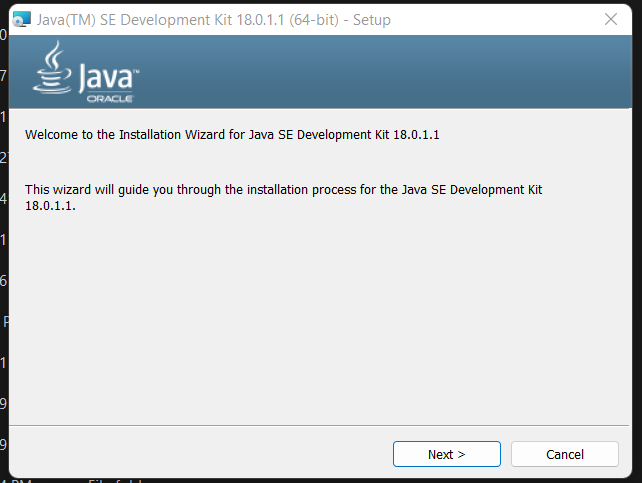 Java(TM) SE Development Kit 18.0.1.1 (64-bit) - Setup
Java™
ORACLE
Welcome to the Installation Wizard for Java SE Development Kit 18.0.1.1
This wizard will guide you through the installation process for the Java SE Development Kit
18.0.1.1.
Next >
Cancel